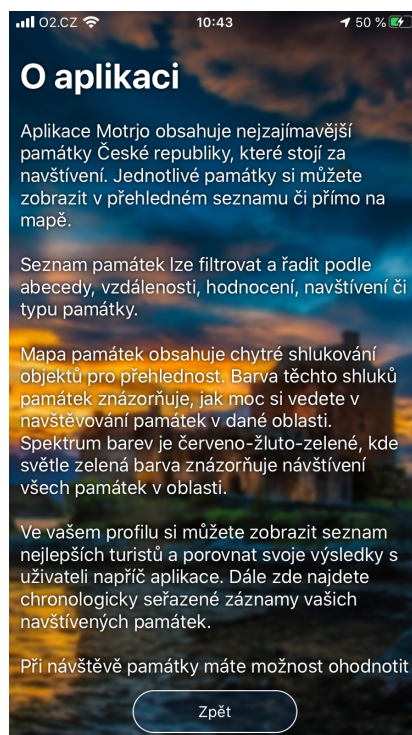 O2.CZ 10:43 50 %
O aplikaci
Aplikace Motrjo obsahuje nejzajímavější
památky České republiky, které stojí za
navštívení. Jednotlivé památky si můžete
zobrazit v přehledném seznamu či přímo na
mapě.
Seznam památek lze filtrovat a řadit podle
abecedy, vzdálenosti, hodnocení, navštívení či
typu památky.
Mapa památek obsahuje chytré shlukování
objektů pro přehlednost. Barva těchto shluků
památek znázorňuje, jak moc si vedete v
navštěvování památek v dané oblasti.
Spektrum barev je červeno-žluto-zelené, kde
světle zelená barva znázorňuje návštívení
všech památek v oblasti.
Ve vašem profilu si můžete zobrazit seznam
nejlepších turistů a porovnat svoje výsledky s
uživateli napříč aplikace. Dále zde najdete
chronologicky seřazené záznamy vašich
navštívených památek.
Při návštěvě památky máte možnost ohodnotit
Zpět